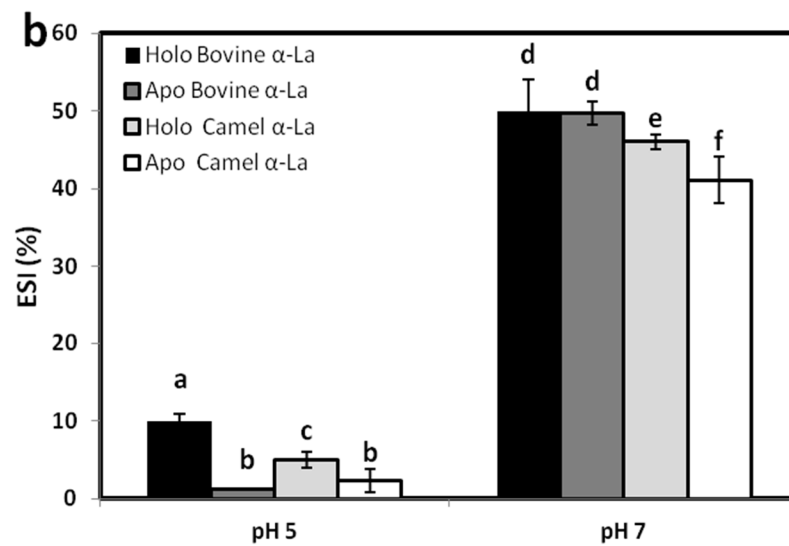 b
60
50
40
30
20
10
0
ESI (%)
Holo Bovine α-La
Apo Bovine α-La
Holo Camel α-La
Apo Camel α-La
a
b
c
b
d
d
e
f
pH 5
pH 7